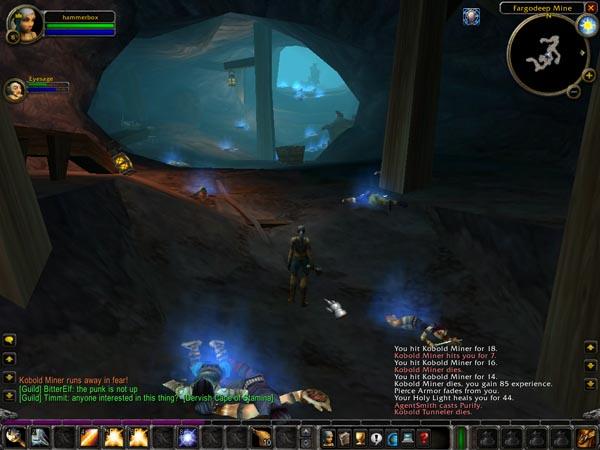 hammerbox
Fargodeep Mine
N
Eyesage
You hit Kobold Miner for 18.
Kobold Miner hits you for 7.
Kobold Miner dies.
You hit Kobold Miner for 16.
You hit Kobold Miner for 14.
Kobold Miner dies, you gain 85 experience.
Pierce Armor fades from you.
Your Holy Light heals you for 44.
AgentSmith casts Purify.
Kobold Tunneler dies.
Kobold Miner runs away in fear!
[Guild] BitterElf: the punk is not up
[Guild] Timmit: anyone interested in this thing? [Dervish Cape of Stamina]
10